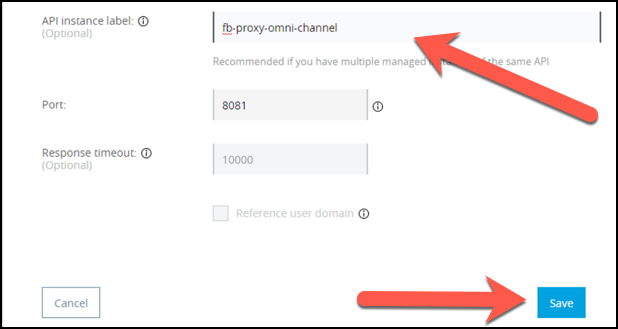 API instance label:
fb-proxy-omni-channel
(Optional)
Recommended if you have multiple managed of the same API
Port:
8081
Response timeout:
10000
(Optional)
Reference user domain
Cancel
Save